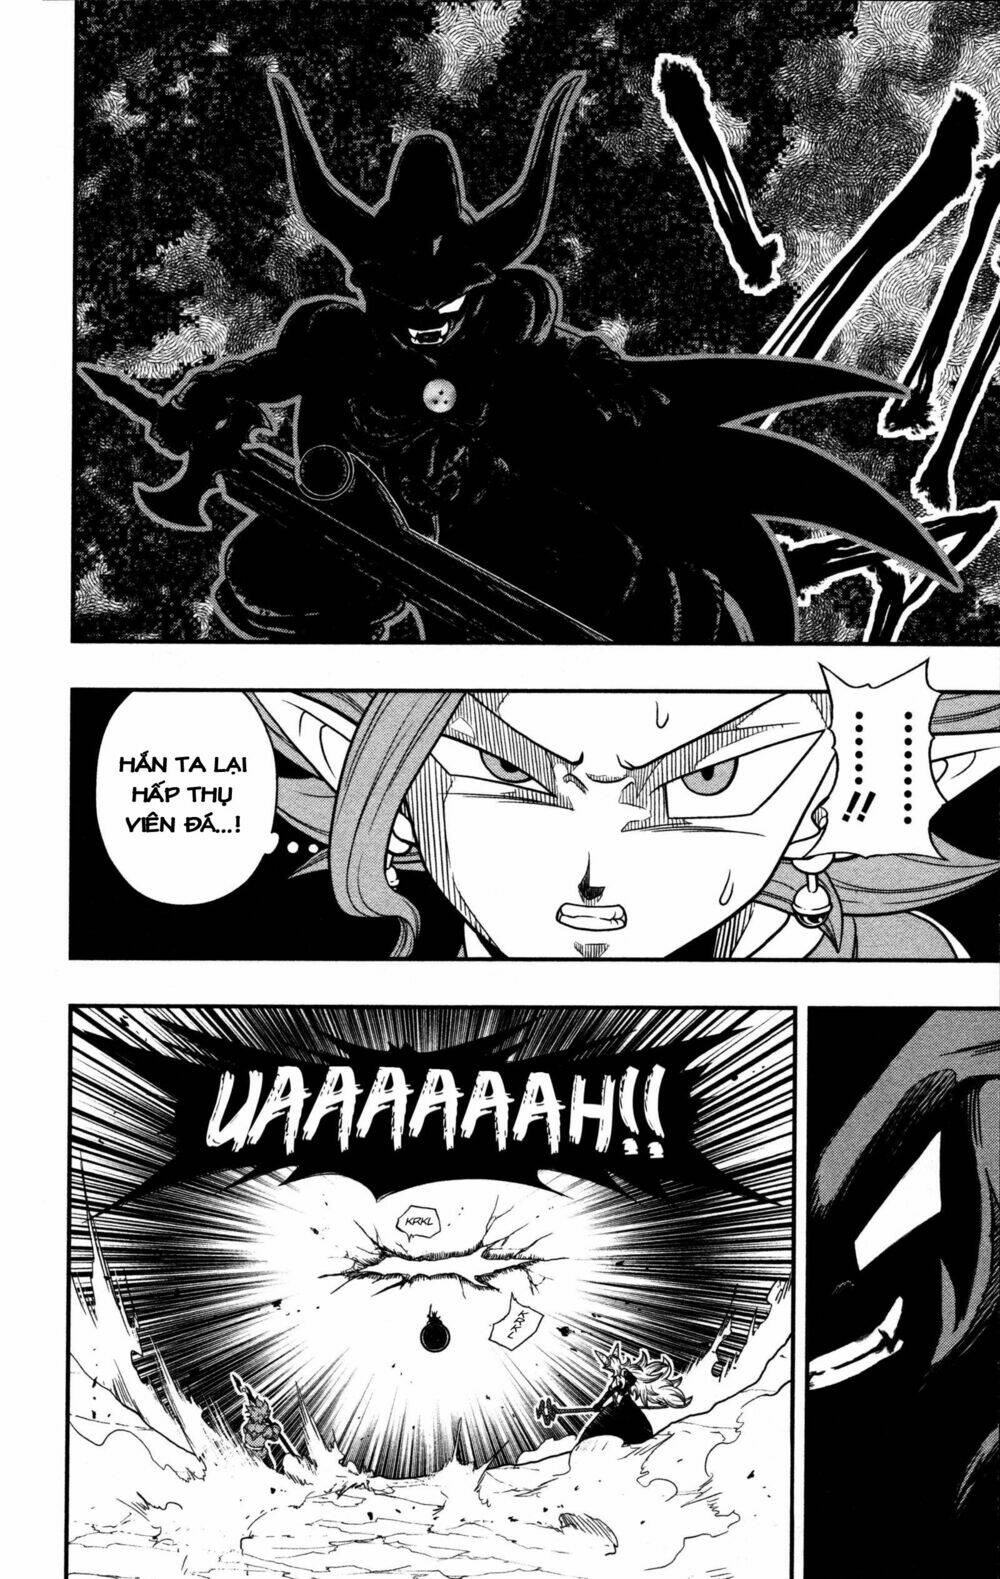 …………!!
HẮN TA LẠI
HẤP THỤ
VIÊN ĐÁ...!
UAAAAAAAH!!
KRKL
KRKL